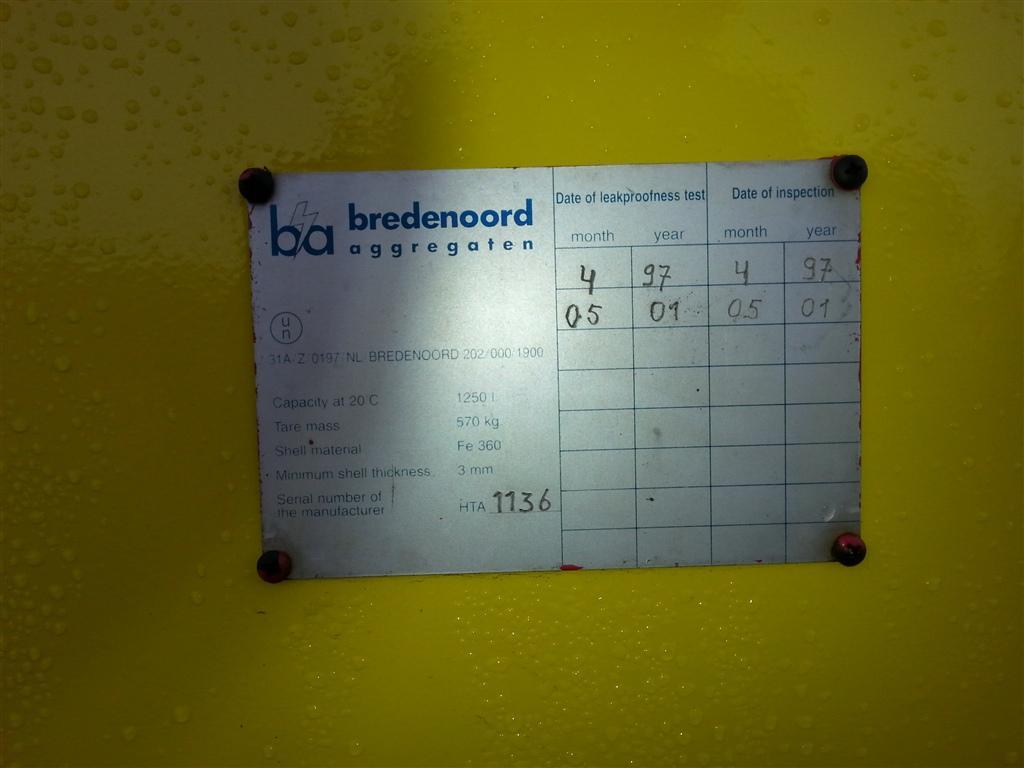 ba bredenoord
aggregaten
un
31A/Z/0197/NL/BREDENOORD 202/000/1900
Capacity at 20°C 1250 l
Tare mass 570 kg
Shell material Fe 360
Minimum shell thickness 3 mm
Serial number of
the manufacturer HTA 1136
Date of leakproofness test Date of inspection
month year month year
4 97 4 97
05 01 05 01